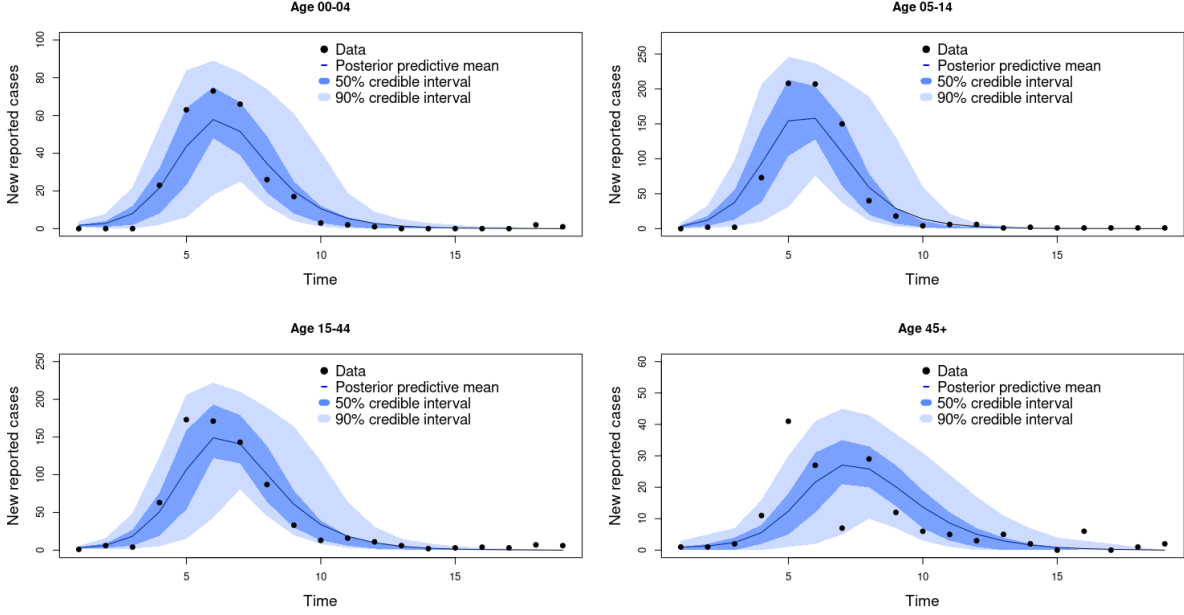 Age 00-04
New reported cases
0 20 40 60 80 100
Data
Posterior predictive mean
50% credible interval
90% credible interval
5 10 15
Time
Age 05-14
New reported cases
0 50 100 150 200 250
Data
Posterior predictive mean
50% credible interval
90% credible interval
5 10 15
Time
Age 15-44
New reported cases
0 50 100 150 200 250
Data
Posterior predictive mean
50% credible interval
90% credible interval
5 10 15
Time
Age 45+
New reported cases
0 10 20 30 40 50 60
Data
Posterior predictive mean
50% credible interval
90% credible interval
5 10 15
Time